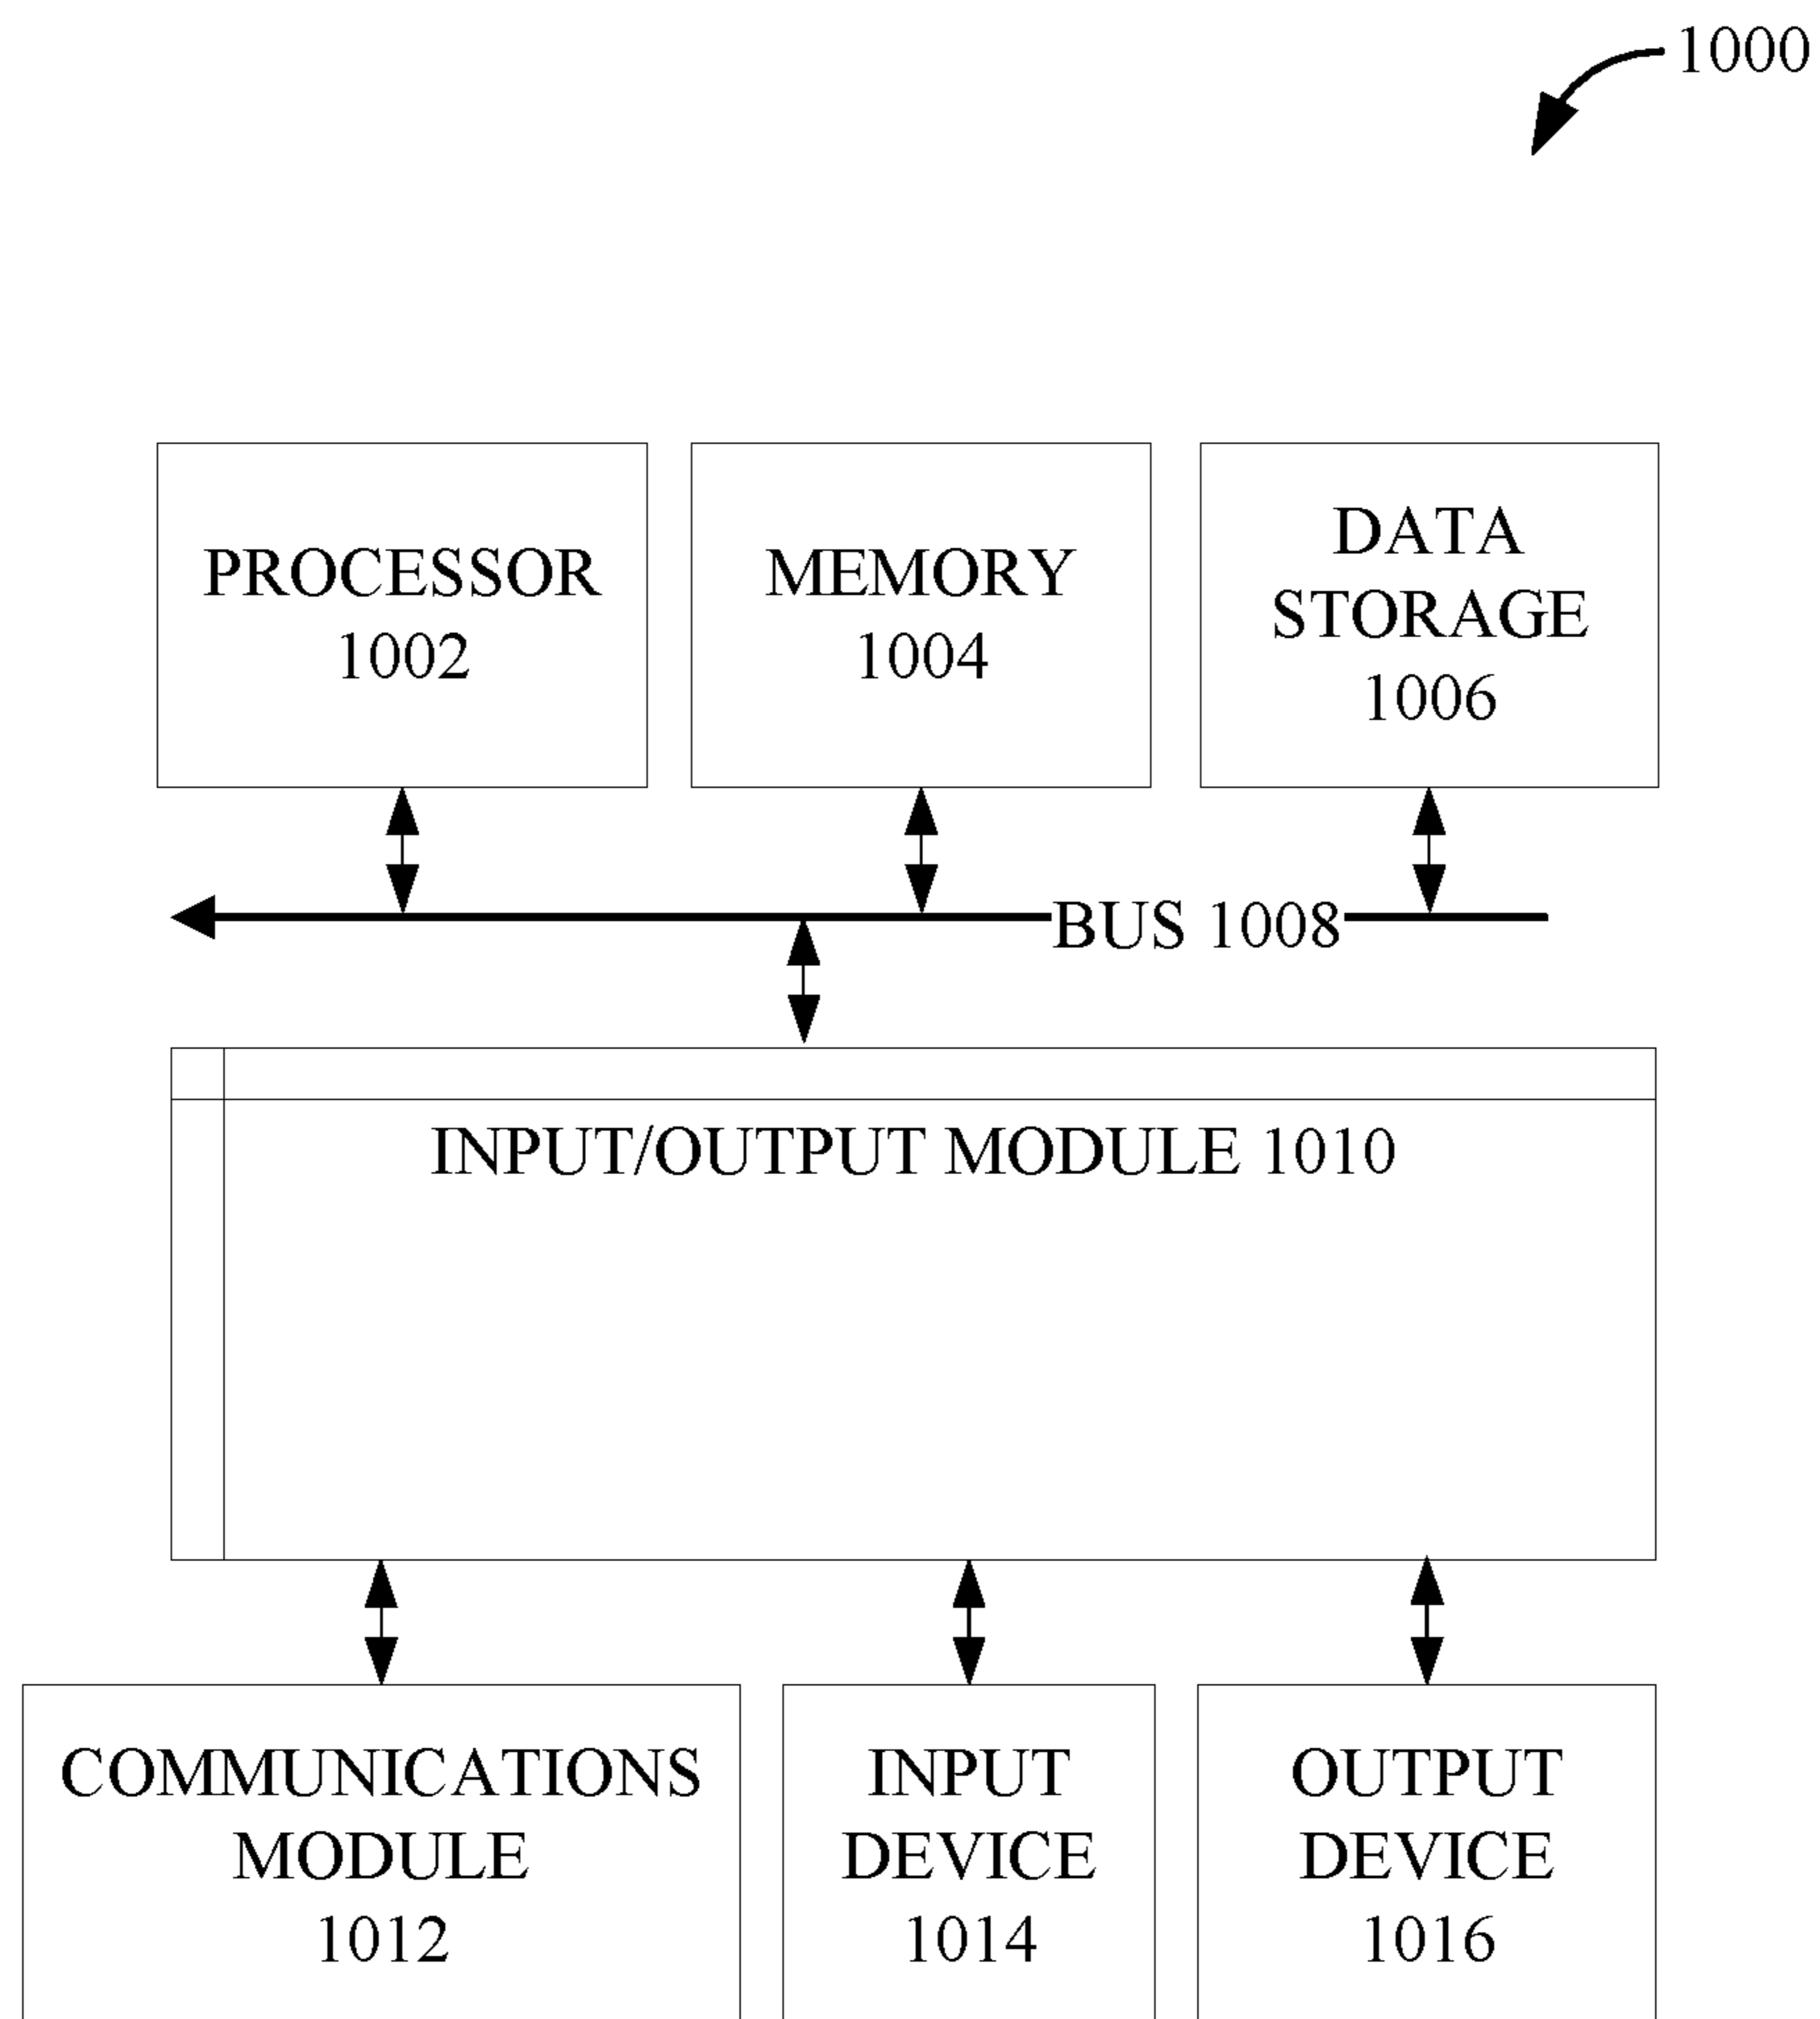 1000
PROCESSOR
1002
MEMORY
1004
DATA
STORAGE
1006
BUS 1008
INPUT/OUTPUT MODULE 1010
COMMUNICATIONS
MODULE
1012
INPUT
DEVICE
1014
OUTPUT
DEVICE
1016